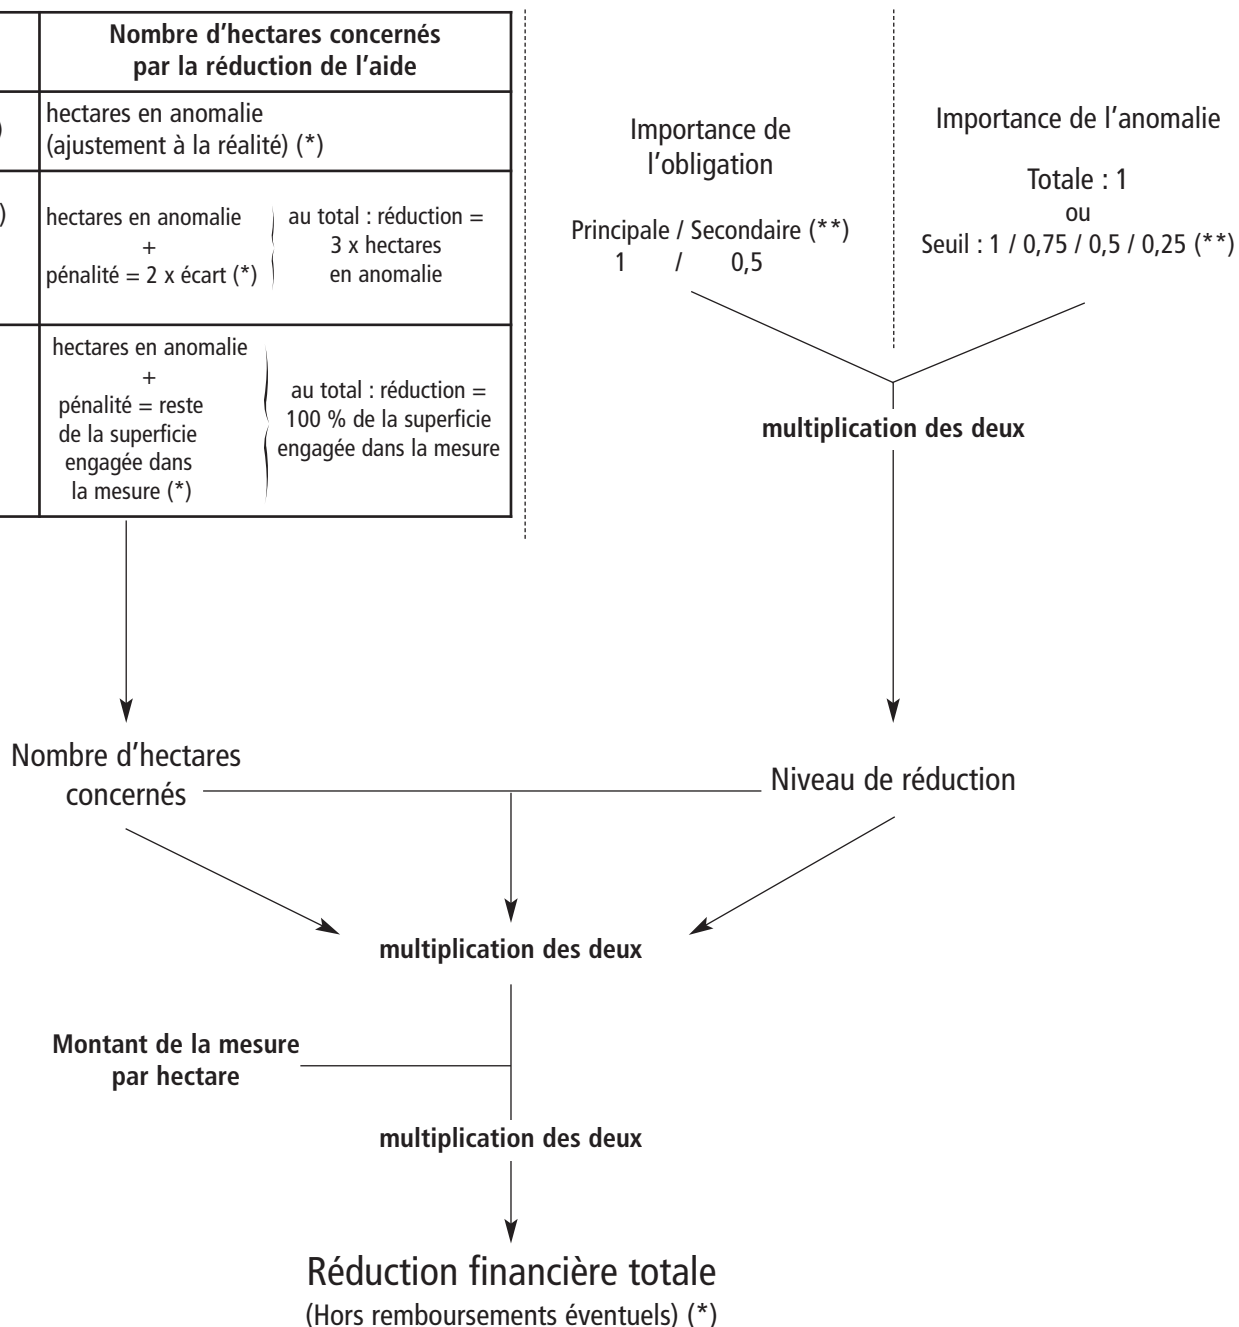 Nombre d'hectares concernés
par la réduction de l'aide
)
hectares en anomalie
(ajustement à la réalité) (*)
)
hectares en anomalie
+
pénalité = 2 x écart (*)
au total : réduction =
3 x hectares
en anomalie
hectares en anomalie
+
pénalité = reste
de la superficie
engagée dans
la mesure (*)
au total : réduction =
100 % de la superficie
engagée dans la mesure
Importance de
l'obligation
Principale / Secondaire (**)
1 / 0,5
Importance de l'anomalie
Totale : 1
ou
Seuil : 1 / 0,75 / 0,5 / 0,25 (**)
multiplication des deux
Nombre d'hectares
concernés
Niveau de réduction
multiplication des deux
Montant de la mesure
par hectare
multiplication des deux
Réduction financière totale
(Hors remboursements éventuels) (*)